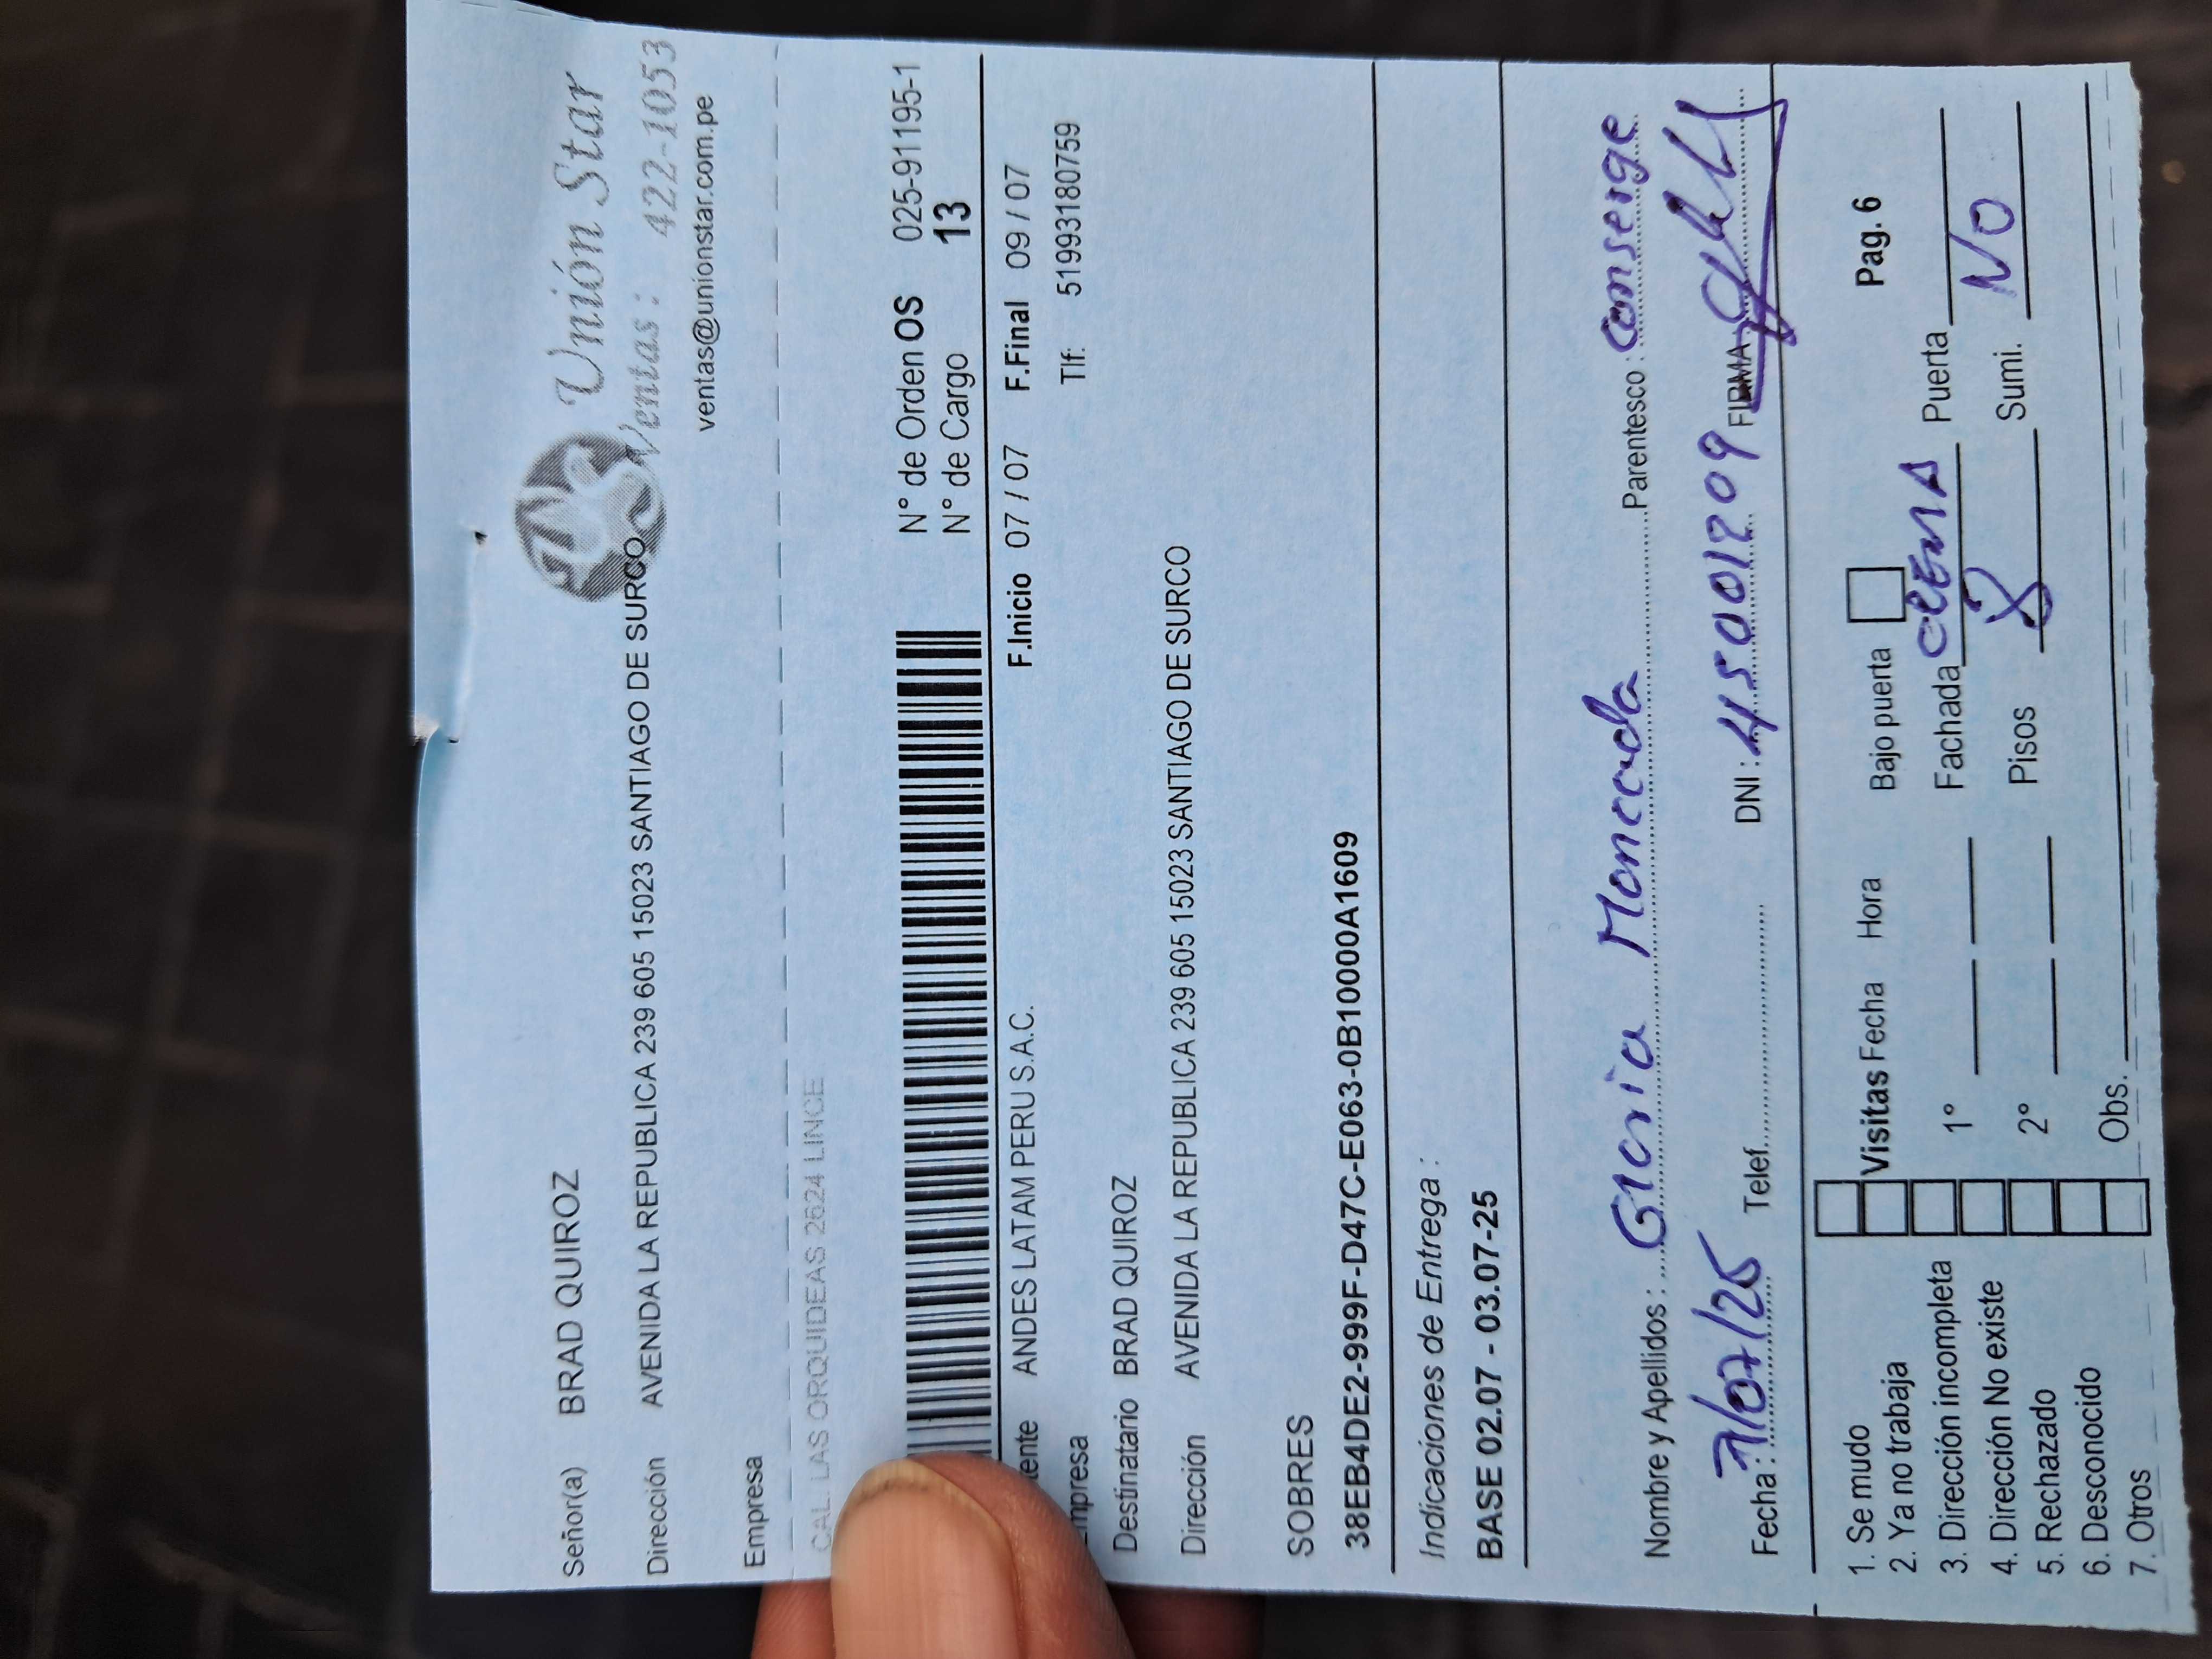 Unión Star
Ventas : 422-1053
ventas@unionstar.com.pe
Señor(a) BRAD QUIROZ
Dirección AVENIDA LA REPUBLICA 239 605 15023 SANTIAGO DE SURCO
Empresa
CAL. LAS ORQUIDEAS 2624 LINCE
N° de Orden OS 025-91195-1
N° de Cargo 13
ente ANDES LATAM PERU S.A.C. F.Inicio 07 / 07 F.Final 09 / 07
mpresa Tlf: 51999318 0759
Destinatario BRAD QUIROZ
Dirección AVENIDA LA REPUBLICA 239 605 15023 SANTIAGO DE SURCO
SOBRES
38EB4DE2-999F-D47C-E063-0B10000A1609
Indicaciones de Entrega :
BASE 02.07 - 03.07-25
Nombre y Apellidos : Moncada Parentesco : conserge
Fecha : 7/07/25 Telef. DNI : 45001209 FIRMA
1. Se mudo
2. Ya no trabaja Visitas Fecha Hora Bajo puerta Pag. 6
3. Dirección incompleta 1° Fachada crema Puerta
4. Dirección No existe
5. Rechazado 2° Pisos 8 Sumi. NO
6. Desconocido
7. Otros Obs.